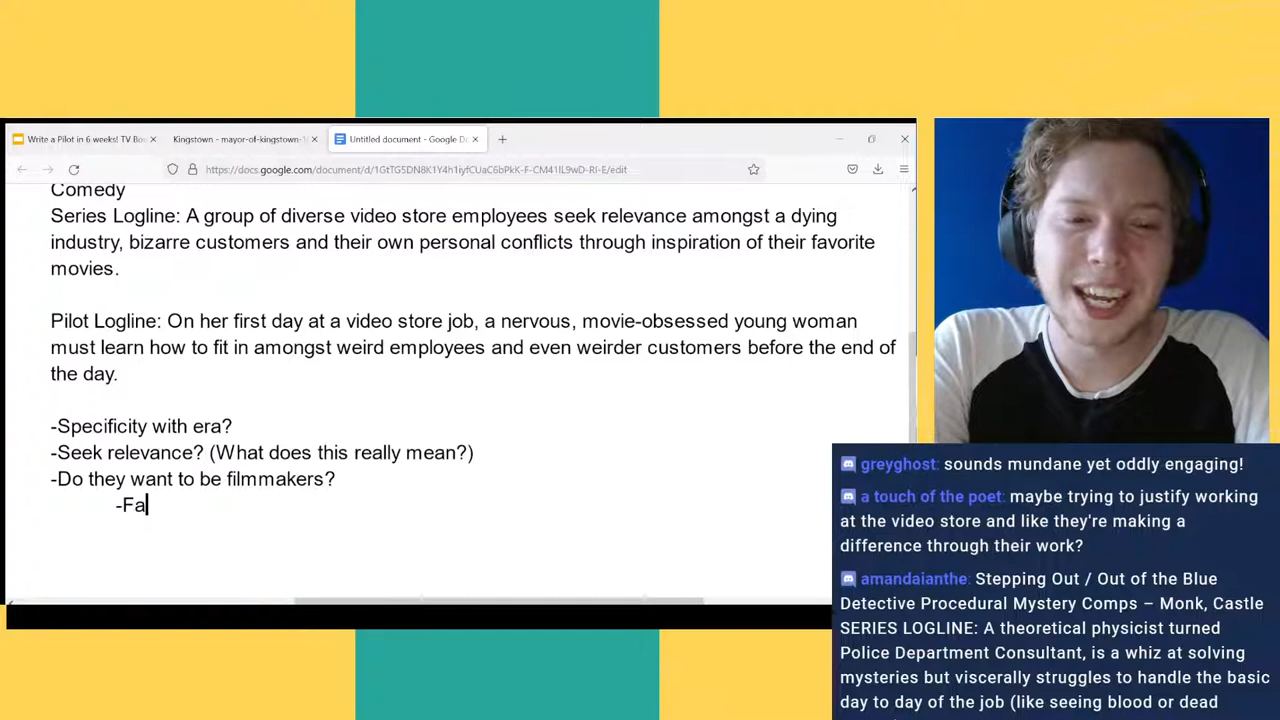 Write a Pilot in 6 weeks! TV Bo
Kingstown - mayor-of-kingstown-1
Untitled document - Google D
https://docs.google.com/document/d/1GtTG5DN8K1Y4h1iyfCUaC6bPkK-F-CM41IL9wD-RI-E/edit
Comedy
Series Logline: A group of diverse video store employees seek relevance amongst a dying
industry, bizarre customers and their own personal conflicts through inspiration of their favorite
movies.
Pilot Logline: On her first day at a video store job, a nervous, movie-obsessed young woman
must learn how to fit in amongst weird employees and even weirder customers before the end of
the day.
-Specificity with era?
-Seek relevance? (What does this really mean?)
-Do they want to be filmmakers?
-Fa
greyghost: sounds mundane yet oddly engaging!
a touch of the poet: maybe trying to justify working
at the video store and like they're making a
difference through their work?
amandaianthe: Stepping Out / Out of the Blue
Detective Procedural Mystery Comps – Monk, Castle
SERIES LOGLINE: A theoretical physicist turned
Police Department Consultant, is a whiz at solving
mysteries but viscerally struggles to handle the basic
day to day of the job (like seeing blood or dead